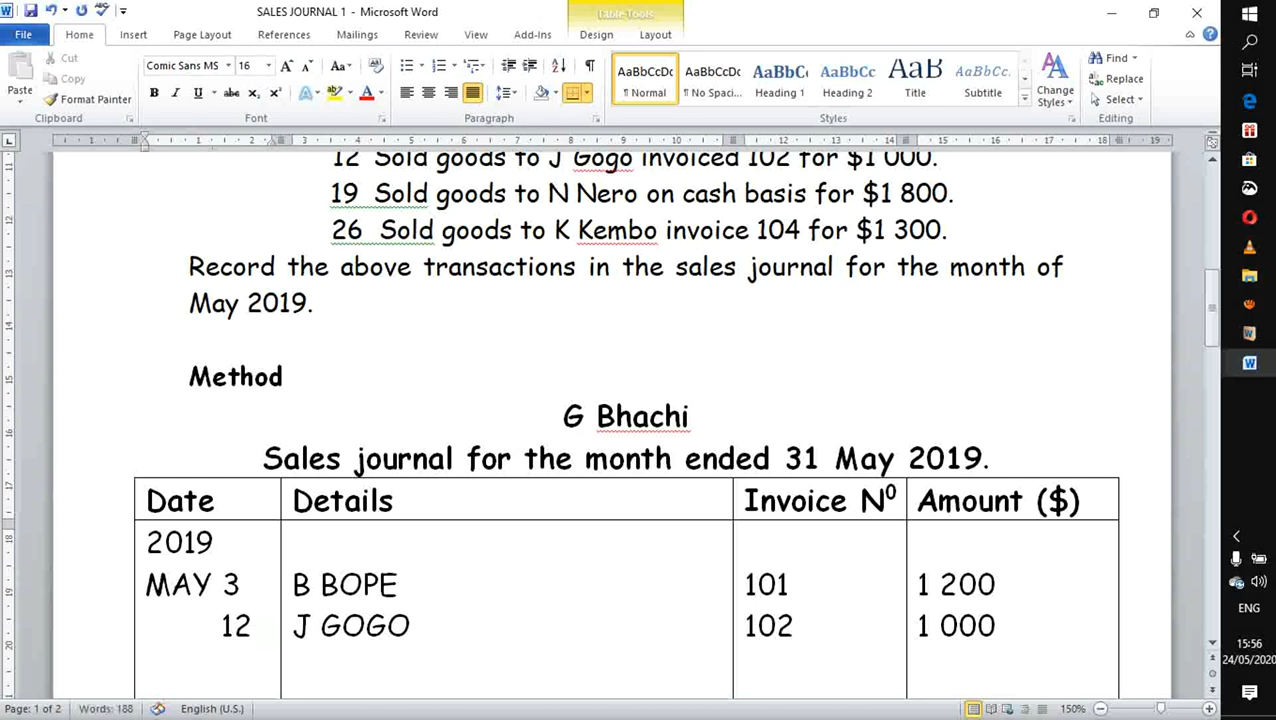 SALES JOURNAL 1 - Microsoft Word
Table Tools
File Home Insert Page Layout References Mailings Review View Add-Ins Design Layout
Cut
Copy
Format Painter
Paste
Comic Sans MS 16
AaBbCcDc AaBbCcDc AaBbC AaBbCc AaB AaBbCcDc
¶ Normal ¶ No Spaci... Heading 1 Heading 2 Title Subtitle
Change Styles
Find
Replace
Select
Clipboard Font Paragraph Styles Editing
12 Sold goods to J Gogo invoiced 102 for $1 000.
19 Sold goods to N Nero on cash basis for $1 800.
26 Sold goods to K Kembo invoice 104 for $1 300.
Record the above transactions in the sales journal for the month of
May 2019.
Method
G Bhachi
Sales journal for the month ended 31 May 2019.
Date Details Invoice N⁰ Amount ($)
2019
MAY 3 B BOPE 101 1 200
12 J GOGO 102 1 000
Page: 1 of 2 Words: 188 English (U.S.) 150%
ENG
15:56
24/05/2020